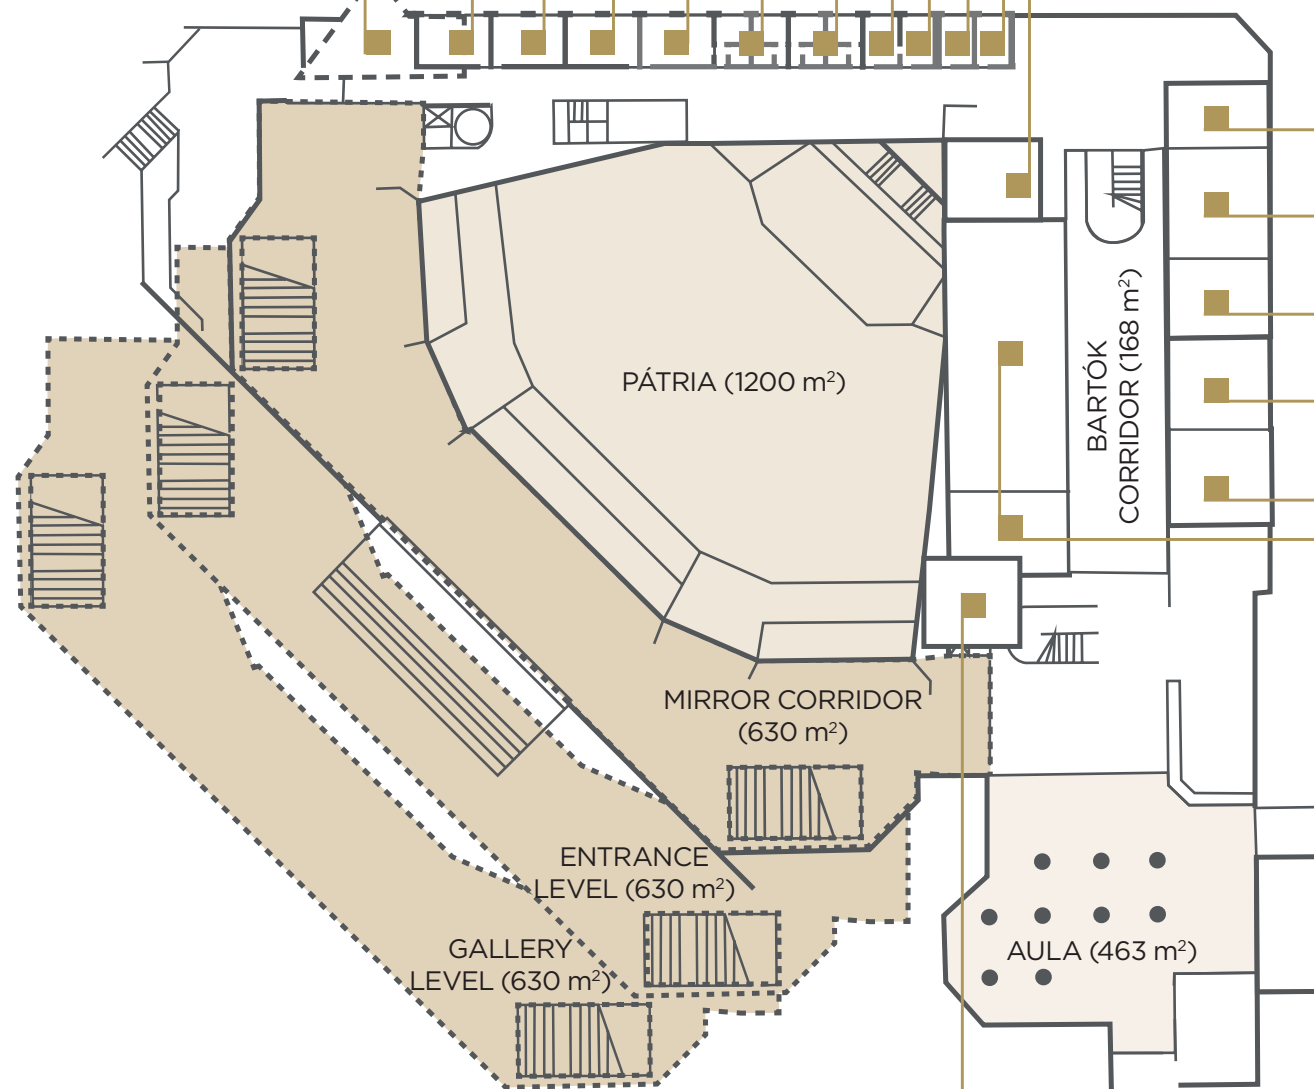 PÁTRIA (1200 m²)
BARTÓK
CORRIDOR (168 m²)
MIRROR CORRIDOR
(630 m²)
ENTRANCE
LEVEL (630 m²)
GALLERY
LEVEL (630 m²)
AULA (463 m²)